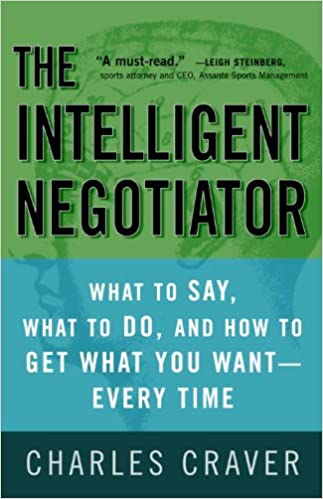 THE
"A must-read." —LEIGH STEINBERG,
sports attorney and CEO, Assante Sports Management
INTELLIGENT
NEGOTIATOR
WHAT TO SAY,
WHAT TO DO, AND HOW TO
GET WHAT YOU WANT—
EVERY TIME
CHARLES CRAVER